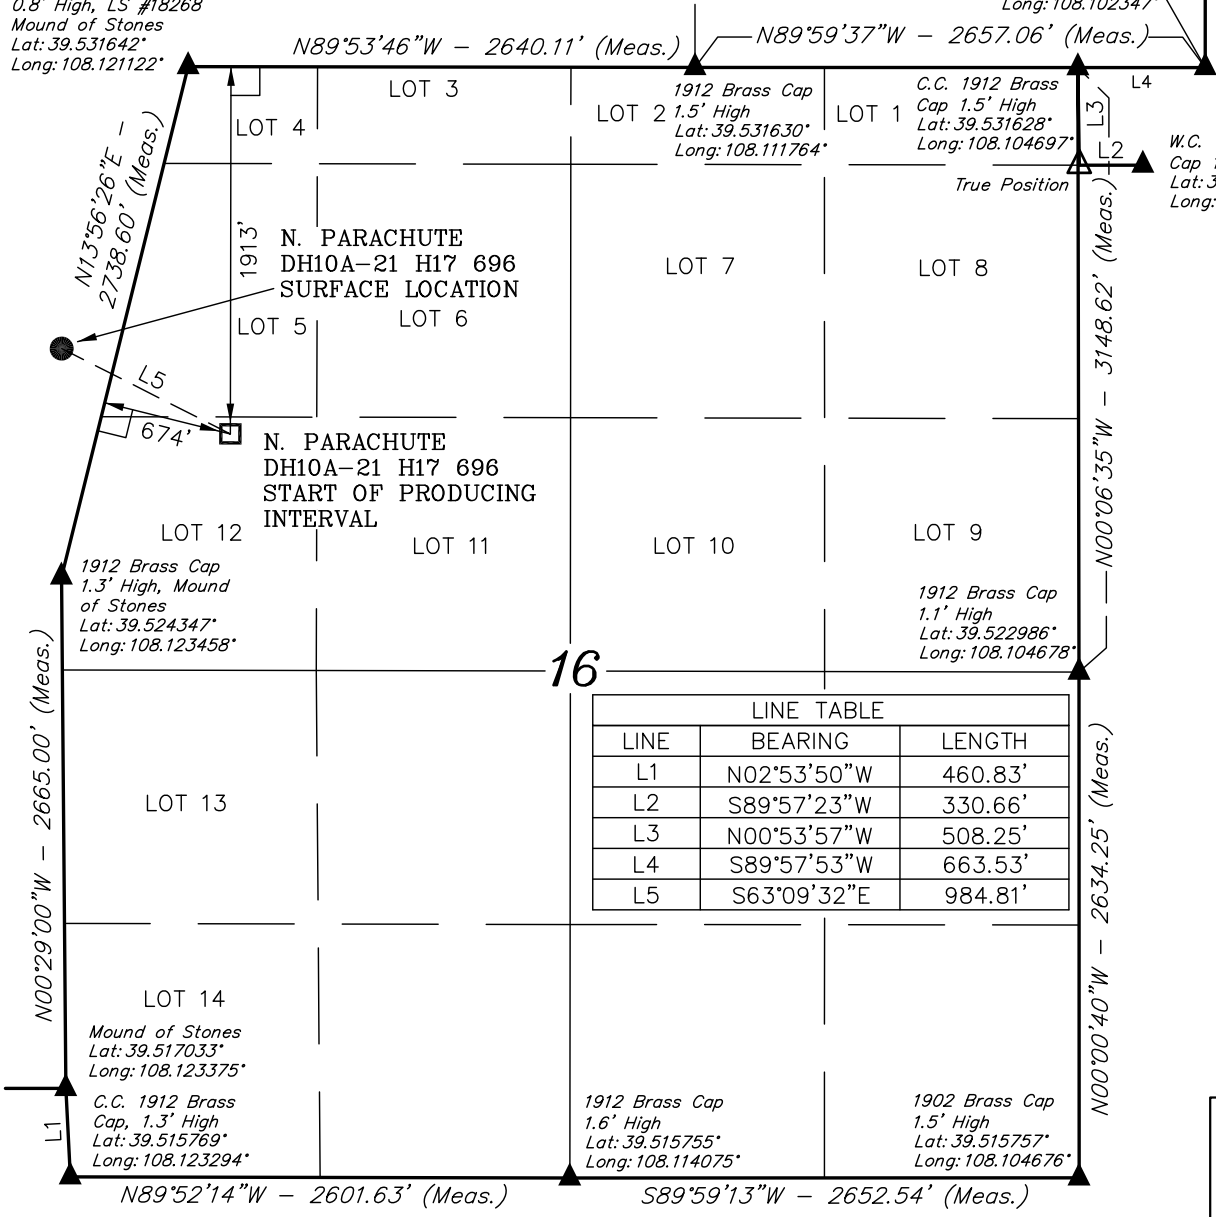 0.8' High, LS #18268
Mound of Stones
Lat: 39.531642°
Long: 108.121122°
Long: 108.102347°
N89°53'46"W – 2640.11' (Meas.)
N89°59'37"W – 2657.06' (Meas.)
LOT 3
LOT 4
1912 Brass Cap
1.5' High
Lat: 39.531630°
Long: 108.111764°
LOT 2
LOT 1
C.C. 1912 Brass
Cap 1.5' High
Lat: 39.531628°
Long: 108.104697°
L4
L3
L2
W.C.
Cap 1
Lat: 3
Long:
True Position
N13°56'26"E –
2738.60' (Meas.)
1913'
N. PARACHUTE
DH10A-21 H17 696
SURFACE LOCATION
LOT 7
LOT 8
LOT 5
LOT 6
N00°06'35"W – 3148.62' (Meas.)
L5
674'
N. PARACHUTE
DH10A-21 H17 696
START OF PRODUCING
INTERVAL
LOT 12
LOT 11
LOT 10
LOT 9
1912 Brass Cap
1.3' High, Mound
of Stones
Lat: 39.524347°
Long: 108.123458°
1912 Brass Cap
1.1' High
Lat: 39.522986°
Long: 108.104678°
16
N00°29'00"W – 2665.00' (Meas.)
LINE TABLE
LINE BEARING LENGTH
L1 N02°53'50"W 460.83'
L2 S89°57'23"W 330.66'
L3 N00°53'57"W 508.25'
L4 S89°57'53"W 663.53'
L5 S63°09'32"E 984.81'
N00°00'40"W – 2634.25' (Meas.)
LOT 13
LOT 14
Mound of Stones
Lat: 39.517033°
Long: 108.123375°
L1
C.C. 1912 Brass
Cap, 1.3' High
Lat: 39.515769°
Long: 108.123294°
1912 Brass Cap
1.6' High
Lat: 39.515755°
Long: 108.114075°
1902 Brass Cap
1.5' High
Lat: 39.515757°
Long: 108.104676°
N89°52'14"W – 2601.63' (Meas.)
S89°59'13"W – 2652.54' (Meas.)